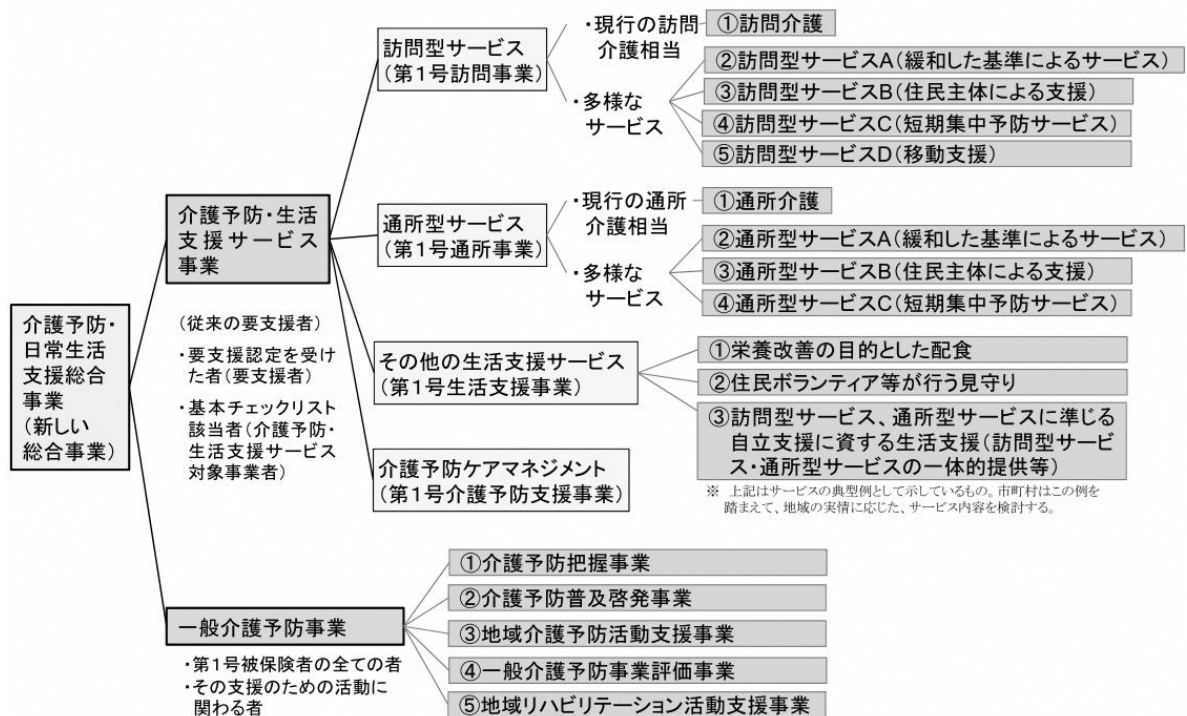 介護予防・
日常生活
支援総合
事業
(新しい
総合事業)
介護予防・生活
支援サービス
事業
(従来の要支援者)
・要支援認定を受け
た者(要支援者)
・基本チェックリスト
該当者(介護予防・
生活支援サービス
対象事業者)
訪問型サービス
(第1号訪問事業)
・現行の訪問
介護相当
①訪問介護
・多様な
サービス
②訪問型サービスA(緩和した基準によるサービス)
③訪問型サービスB(住民主体による支援)
④訪問型サービスC(短期集中予防サービス)
⑤訪問型サービスD(移動支援)
通所型サービス
(第1号通所事業)
・現行の通所
介護相当
①通所介護
・多様な
サービス
②通所型サービスA(緩和した基準によるサービス)
③通所型サービスB(住民主体による支援)
④通所型サービスC(短期集中予防サービス)
その他の生活支援サービス
(第1号生活支援事業)
①栄養改善の目的とした配食
②住民ボランティア等が行う見守り
③訪問型サービス、通所型サービスに準じる
自立支援に資する生活支援(訪問型サービ
ス・通所型サービスの一体的提供等)
※ 上記はサービスの典型例として示しているもの。市町村はこの例を
踏まえて、地域の実情に応じた、サービス内容を検討する。
介護予防ケアマネジメント
(第1号介護予防支援事業)
一般介護予防事業
・第1号被保険者の全ての者
・その支援のための活動に
関わる者
①介護予防把握事業
②介護予防普及啓発事業
③地域介護予防活動支援事業
④一般介護予防事業評価事業
⑤地域リハビリテーション活動支援事業